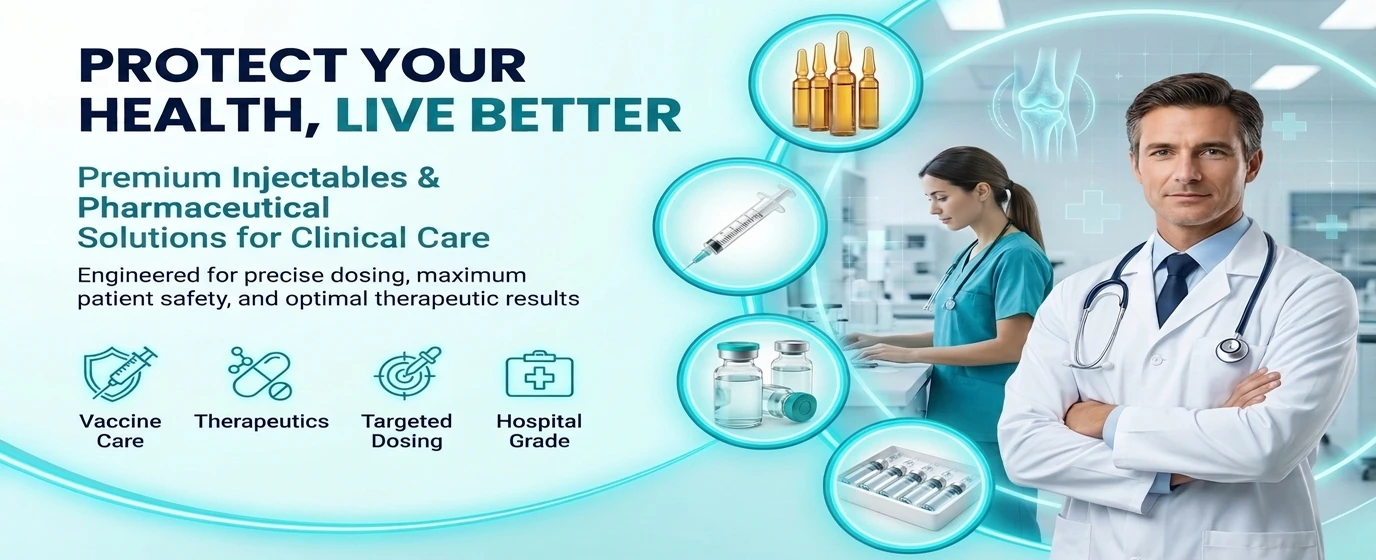 PROTECT YOUR
HEALTH, LIVE BETTER
Premium Injectables &
Pharmaceutical
Solutions for Clinical Care
Engineered for precise dosing, maximum
patient safety, and optimal therapeutic results
Vaccine
Care
Therapeutics
Targeted
Dosing
Hospital
Grade